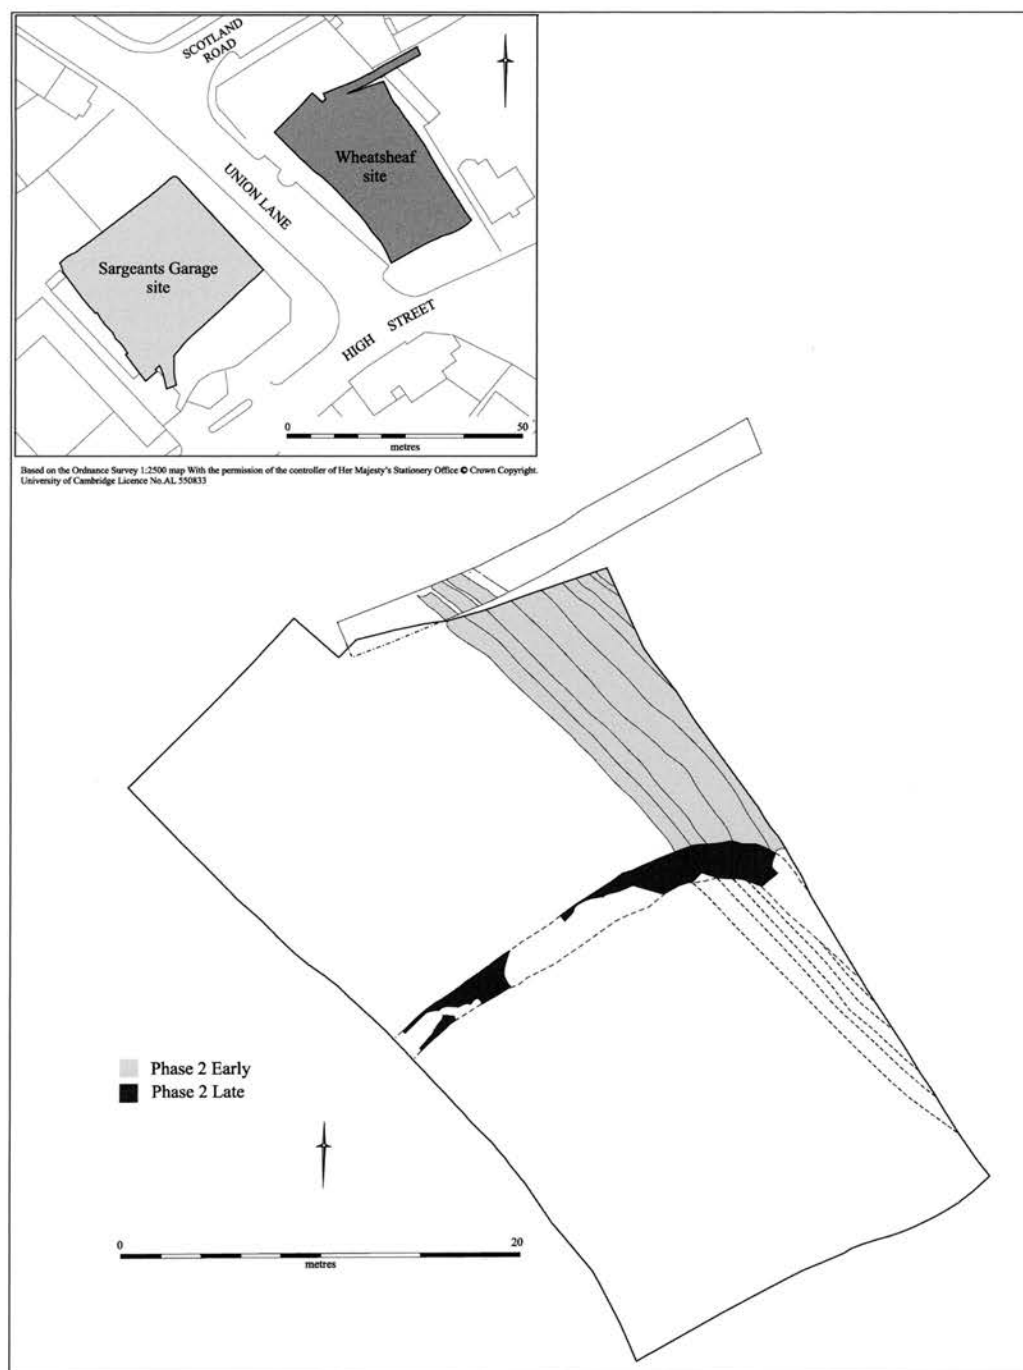 SCOTLAND
ROAD
Wheatsheaf
site
UNION LANE
Sargeants Garage
site
HIGH STREET
0 50
metres
Based on the Ordnance Survey 1:2500 map With the permission of the controller of Her Majesty's Stationery Office © Crown Copyright.
University of Cambridge Licence No.AL 550833
Phase 2 Early
Phase 2 Late
0 20
metres